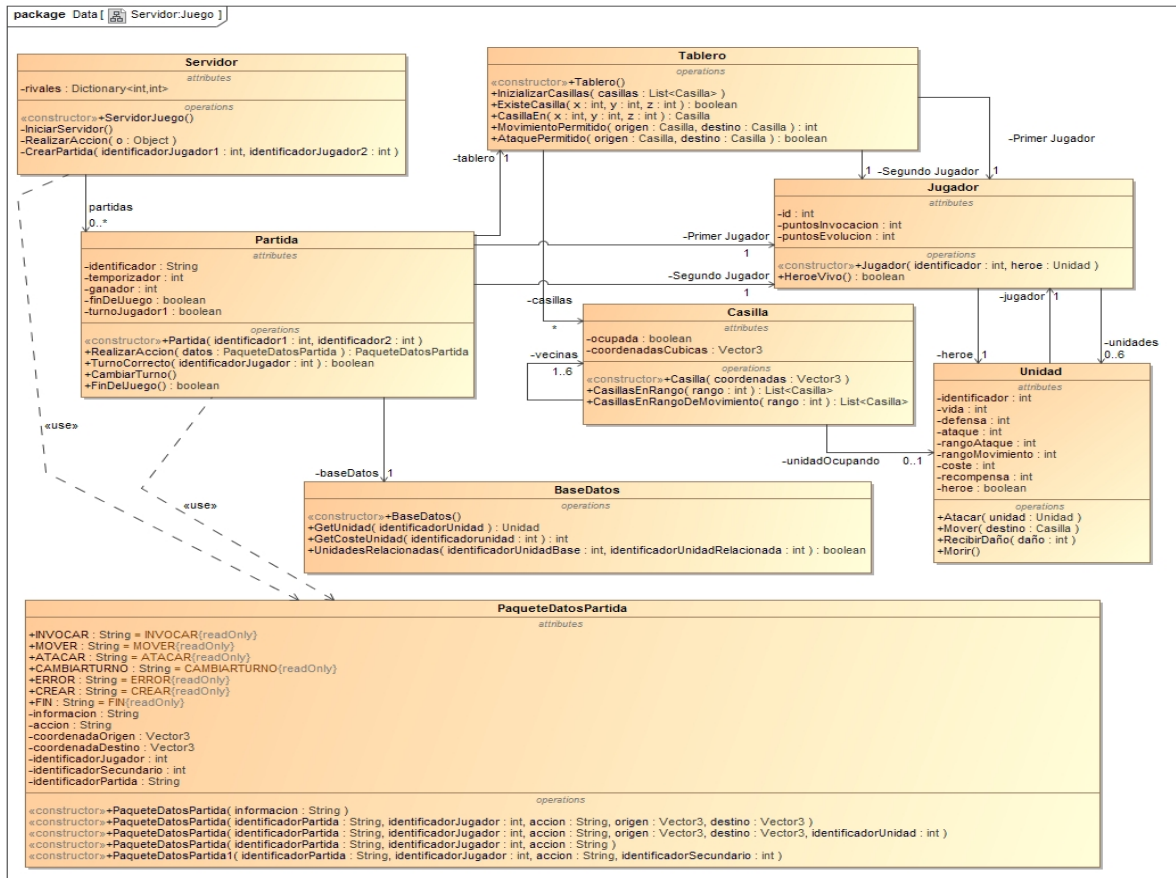 package Data [ Servidor:Juego ]
Servidor
attributes
-rivales : Dictionary<int,int>
operations
«constructor»+ServidorJuego()
-IniciarServidor()
-RealizarAccion( o : Object )
-CrearPartida( identificadorJugador1 : int, identificadorJugador2 : int )
Tablero
operations
«constructor»+Tablero()
+InizializarCasillas( casillas : List<Casilla> )
+ExisteCasilla( x : int, y : int, z : int ) : boolean
+CasillaEn( x : int, y : int, z : int ) : Casilla
+MovimientoPermitido( origen : Casilla, destino : Casilla ) : int
+AtaquePermitido( origen : Casilla, destino : Casilla ) : boolean
-tablero 1
-Primer Jugador
1 -Segundo Jugador 1
partidas
0..*
Jugador
attributes
-id : int
-puntosInvocacion : int
-puntosEvolucion : int
operations
«constructor»+Jugador( identificador : int, heroe : Unidad )
+HeroeVivo() : boolean
Partida
attributes
-identificador : String
-temporizador : int
-ganador : int
-finDelJuego : boolean
-turnoJugador1 : boolean
operations
«constructor»+Partida( identificador1 : int, identificador2 : int )
+RealizarAccion( datos : PaqueteDatosPartida ) : PaqueteDatosPartida
+TurnoCorrecto( identificadorJugador : int ) : boolean
+CambiarTurno()
+FinDelJuego() : boolean
-Primer Jugador
1
-Segundo Jugador
1
-casillas
*
-jugador 1
Casilla
attributes
-ocupada : boolean
-coordenadasCubicas : Vector3
operations
«constructor»+Casilla( coordenadas : Vector3 )
+CasillasEnRango( rango : int ) : List<Casilla>
+CasillasEnRangoDeMovimiento( rango : int ) : List<Casilla>
-vecinas
1..6
-heroe 1
-unidades
0..6
Unidad
attributes
-identificador : int
-vida : int
-defensa : int
-ataque : int
-rangoAtaque : int
-rangoMovimiento : int
-coste : int
-recompensa : int
-heroe : boolean
operations
+Atacar( unidad : Unidad )
+Mover( destino : Casilla )
+RecibirDaño( daño : int )
+Morir()
«use»
-unidadOcupando 0..1
-baseDatos 1
«use»
BaseDatos
operations
«constructor»+BaseDatos()
+GetUnidad( identificadorUnidad ) : Unidad
+GetCosteUnidad( identificadorunidad : int ) : int
+UnidadesRelacionadas( identificadorUnidadBase : int, identificadorUnidadRelacionada : int ) : boolean
PaqueteDatosPartida
attributes
+INVOCAR : String = INVOCAR{readOnly}
+MOVER : String = MOVER{readOnly}
+ATACAR : String = ATACAR{readOnly}
+CAMBIARTURNO : String = CAMBIARTURNO{readOnly}
+ERROR : String = ERROR{readOnly}
+CREAR : String = CREAR{readOnly}
+FIN : String = FIN{readOnly}
-informacion : String
-accion : String
-coordenadaOrigen : Vector3
-coordenadaDestino : Vector3
-identificadorJugador : int
-identificadorSecundario : int
-identificadorPartida : String
operations
«constructor»+PaqueteDatosPartida( informacion : String )
«constructor»+PaqueteDatosPartida( identificadorPartida : String, identificadorJugador : int, accion : String, origen : Vector3, destino : Vector3 )
«constructor»+PaqueteDatosPartida( identificadorPartida : String, identificadorJugador : int, accion : String, origen : Vector3, destino : Vector3, identificadorUnidad : int )
«constructor»+PaqueteDatosPartida( identificadorPartida : String, identificadorJugador : int, accion : String )
«constructor»+PaqueteDatosPartida1( identificadorPartida : String, identificadorJugador : int, accion : String, identificadorSecundario : int )